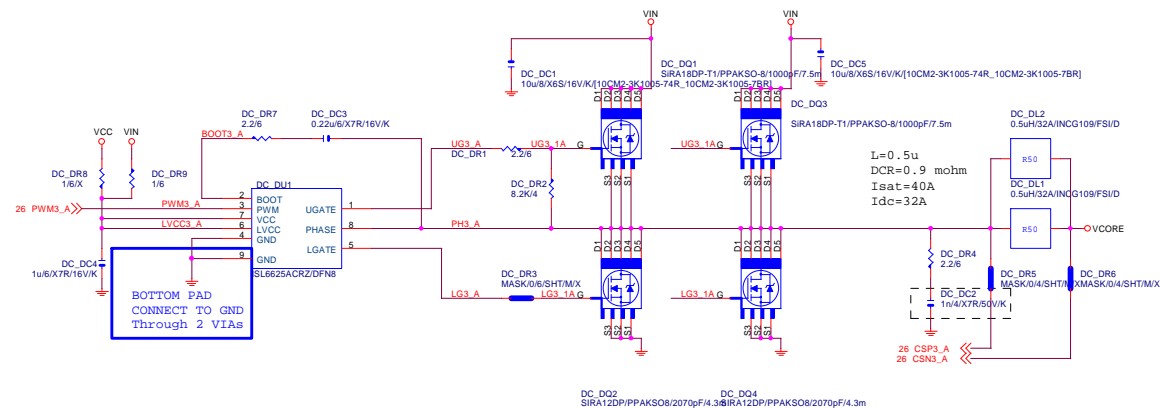 VIN
VIN
DC_DC1
10u/8/X6S/16V/K/[10CM2-3K1005-74R_10CM2-3K1005-7BR]
DC_DQ1
SiRA18DP-T1/PPAKSO-8/1000pF/7.5m
DC_DC5
10u/8/X6S/16V/K/[10CM2-3K1005-74R_10CM2-3K1005-7BR]
D1 D2 D3 D4 D5
D1 D2 D3 D4 D5
DC_DQ3
SiRA18DP-T1/PPAKSO-8/1000pF/7.5m
DC_DR7
2.2/6
DC_DC3
0.22u/6/X7R/16V/K
VCC
VIN
BOOT3_A
UG3_A
DC_DR1
2.2/6
UG3_1A
G
UG3_1A
G
S3 S2 S1
S3 S2 S1
DC_DL2
0.5uH/32A/INCG109/FSI/D
R50
L=0.5u
DCR=0.9 mohm
Isat=40A
Idc=32A
DC_DR8
1/6/X
DC_DR9
1/6
DC_DU1
DC_DR2
8.2K/4
DC_DL1
0.5uH/32A/INCG109/FSI/D
R50
VCORE
26 PWM3_A
PWM3_A
LVCC3_A
2
BOOT
3
PWM
7
VCC
6
LVCC
4
GND
9
GND
UGATE
1
PHASE
8
LGATE
5
SL6625ACRZ/DFN8
PH3_A
D1 D2 D3 D4 D5
D1 D2 D3 D4 D5
DC_DC4
1u/6/X7R/16V/K
BOTTOM PAD
CONNECT TO GND
Through 2 VIAs
LG3_A
DC_DR3
MASK/0/6/SHT/M/X
LG3_1A
G
UG3_1A
G
S3 S2 S1
S3 S2 S1
DC_DR4
2.2/6
DC_DC2
1n/4/X7R/50V/K
DC_DR5
MASK/0/4/SHT/M/X
DC_DR6
MASK/0/4/SHT/M/X
26 CSP3_A
26 CSN3_A
DC_DQ2
SIRA12DP/PPAKSO8/2070pF/4.3m
DC_DQ4
SIRA12DP/PPAKSO8/2070pF/4.3m